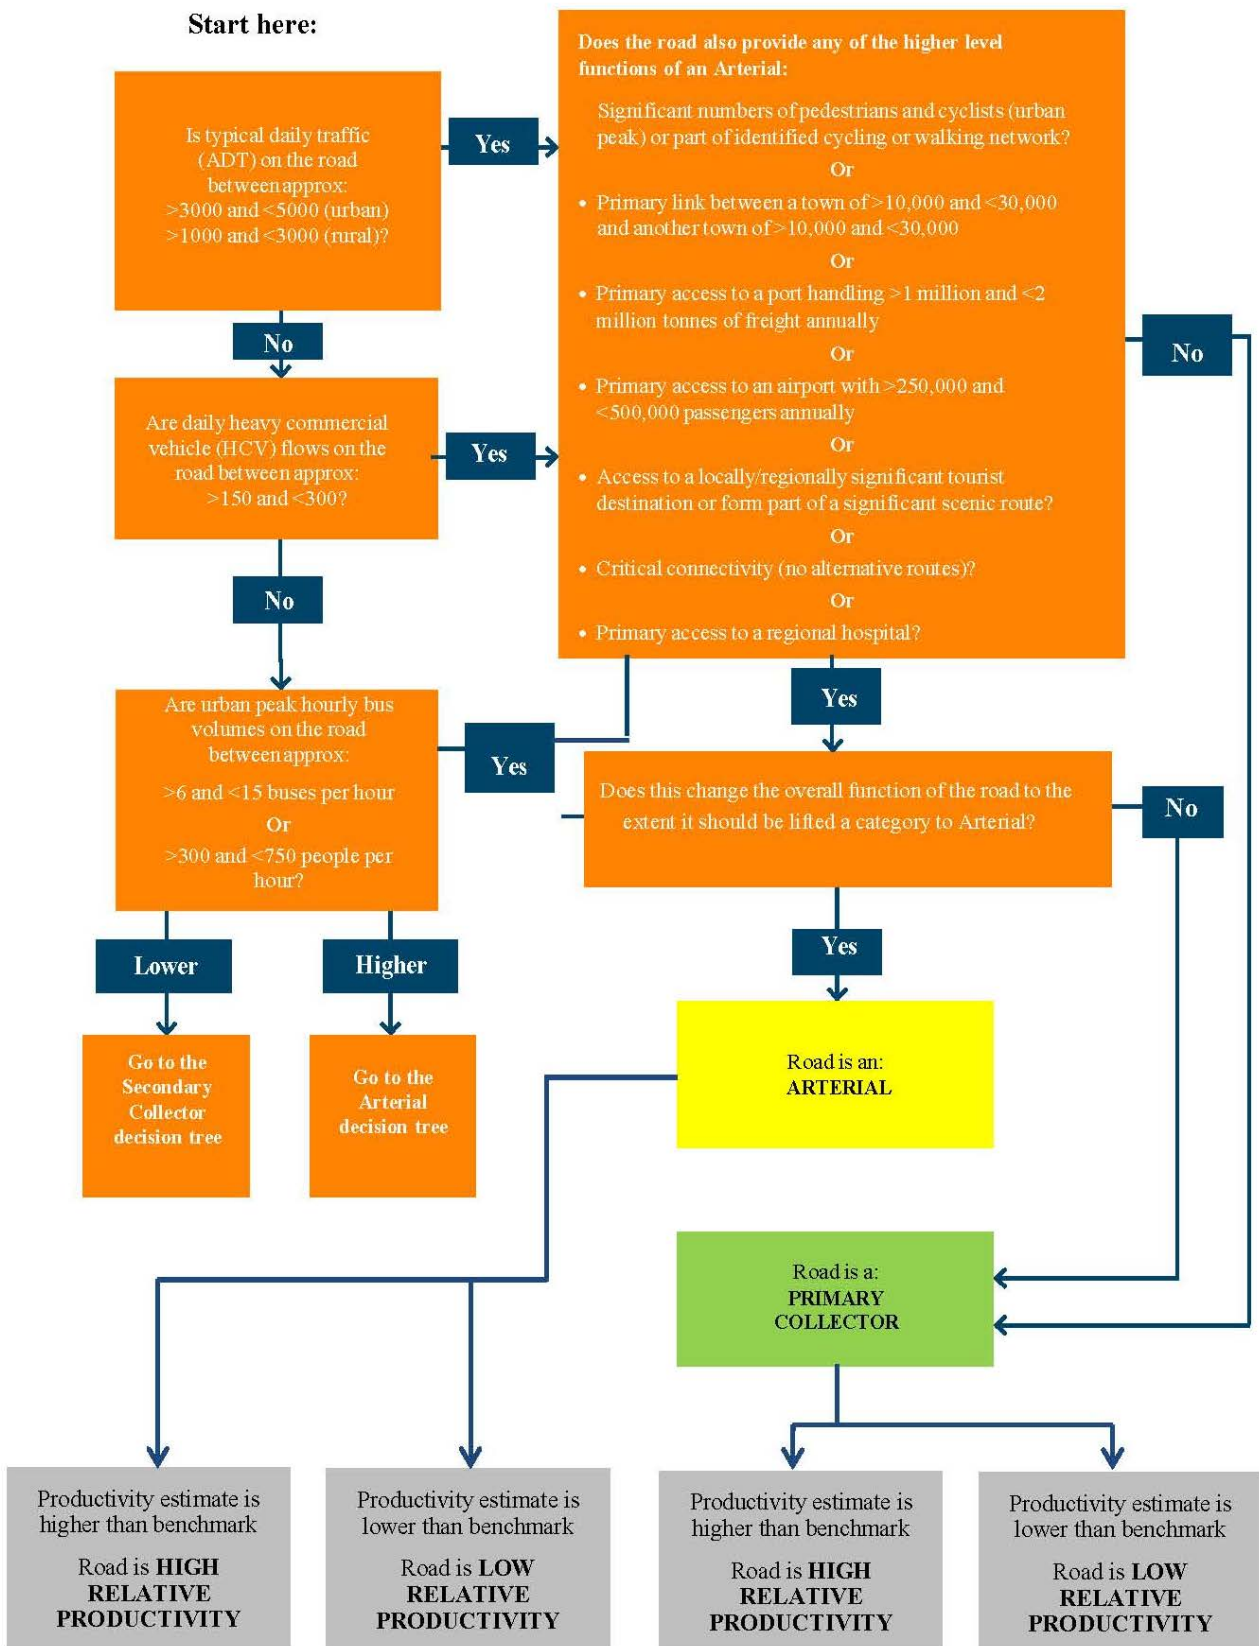 Start here:
Is typical daily traffic
(ADT) on the road
between approx:
>3000 and <5000 (urban)
>1000 and <3000 (rural)?
Yes
Does the road also provide any of the higher level
functions of an Arterial:
Significant numbers of pedestrians and cyclists (urban
peak) or part of identified cycling or walking network?
Or
• Primary link between a town of >10,000 and <30,000
and another town of >10,000 and <30,000
Or
• Primary access to a port handling >1 million and <2
million tonnes of freight annually
Or
• Primary access to an airport with >250,000 and
<500,000 passengers annually
Or
• Access to a locally/regionally significant tourist
destination or form part of a significant scenic route?
Or
• Critical connectivity (no alternative routes)?
Or
• Primary access to a regional hospital?
No
No
Are daily heavy commercial
vehicle (HCV) flows on the
road between approx:
>150 and <300?
Yes
No
Are urban peak hourly bus
volumes on the road
between approx:
>6 and <15 buses per hour
Or
>300 and <750 people per
hour?
Yes
Yes
Does this change the overall function of the road to the
extent it should be lifted a category to Arterial?
No
Lower
Higher
Yes
Go to the
Secondary
Collector
decision tree
Go to the
Arterial
decision tree
Road is an:
ARTERIAL
Road is a:
PRIMARY
COLLECTOR
Productivity estimate is
higher than benchmark
Road is HIGH
RELATIVE
PRODUCTIVITY
Productivity estimate is
lower than benchmark
Road is LOW
RELATIVE
PRODUCTIVITY
Productivity estimate is
higher than benchmark
Road is HIGH
RELATIVE
PRODUCTIVITY
Productivity estimate is
lower than benchmark
Road is LOW
RELATIVE
PRODUCTIVITY